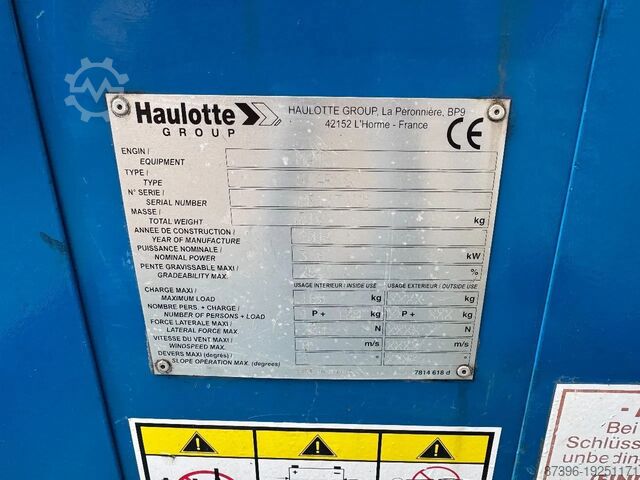 Haulotte
GROUP
HAULOTTE GROUP, La Peronnière, BP9
42152 L'Horme - France
CE
ENGIN /
EQUIPMENT
TYPE /
TYPE
N° SERIE /
SERIAL NUMBER
MASSE /
TOTAL WEIGHT kg
ANNEE DE CONSTRUCTION /
YEAR OF MANUFACTURE
PUISSANCE NOMINALE /
NOMINAL POWER kW
PENTE GRAVISSABLE MAXI /
GRADEABILITY MAX. %
USAGE INTERIEUR / INSIDE USE USAGE EXTERIEUR / OUTSIDE USE
CHARGE MAXI /
MAXIMUM LOAD kg kg
NOMBRE PERS. + CHARGE /
NUMBER OF PERSONS + LOAD P + kg P + kg
FORCE LATERALE MAXI /
LATERAL FORCE MAX. N N
VITESSE DU VENT MAXI /
WINDSPEED MAX. m/s m/s
DEVERS MAXI (degrés) /
SLOPE OPERATION MAX. (degrees) ° °
7814 618 d
Bei
Schlüss
87396-19251171